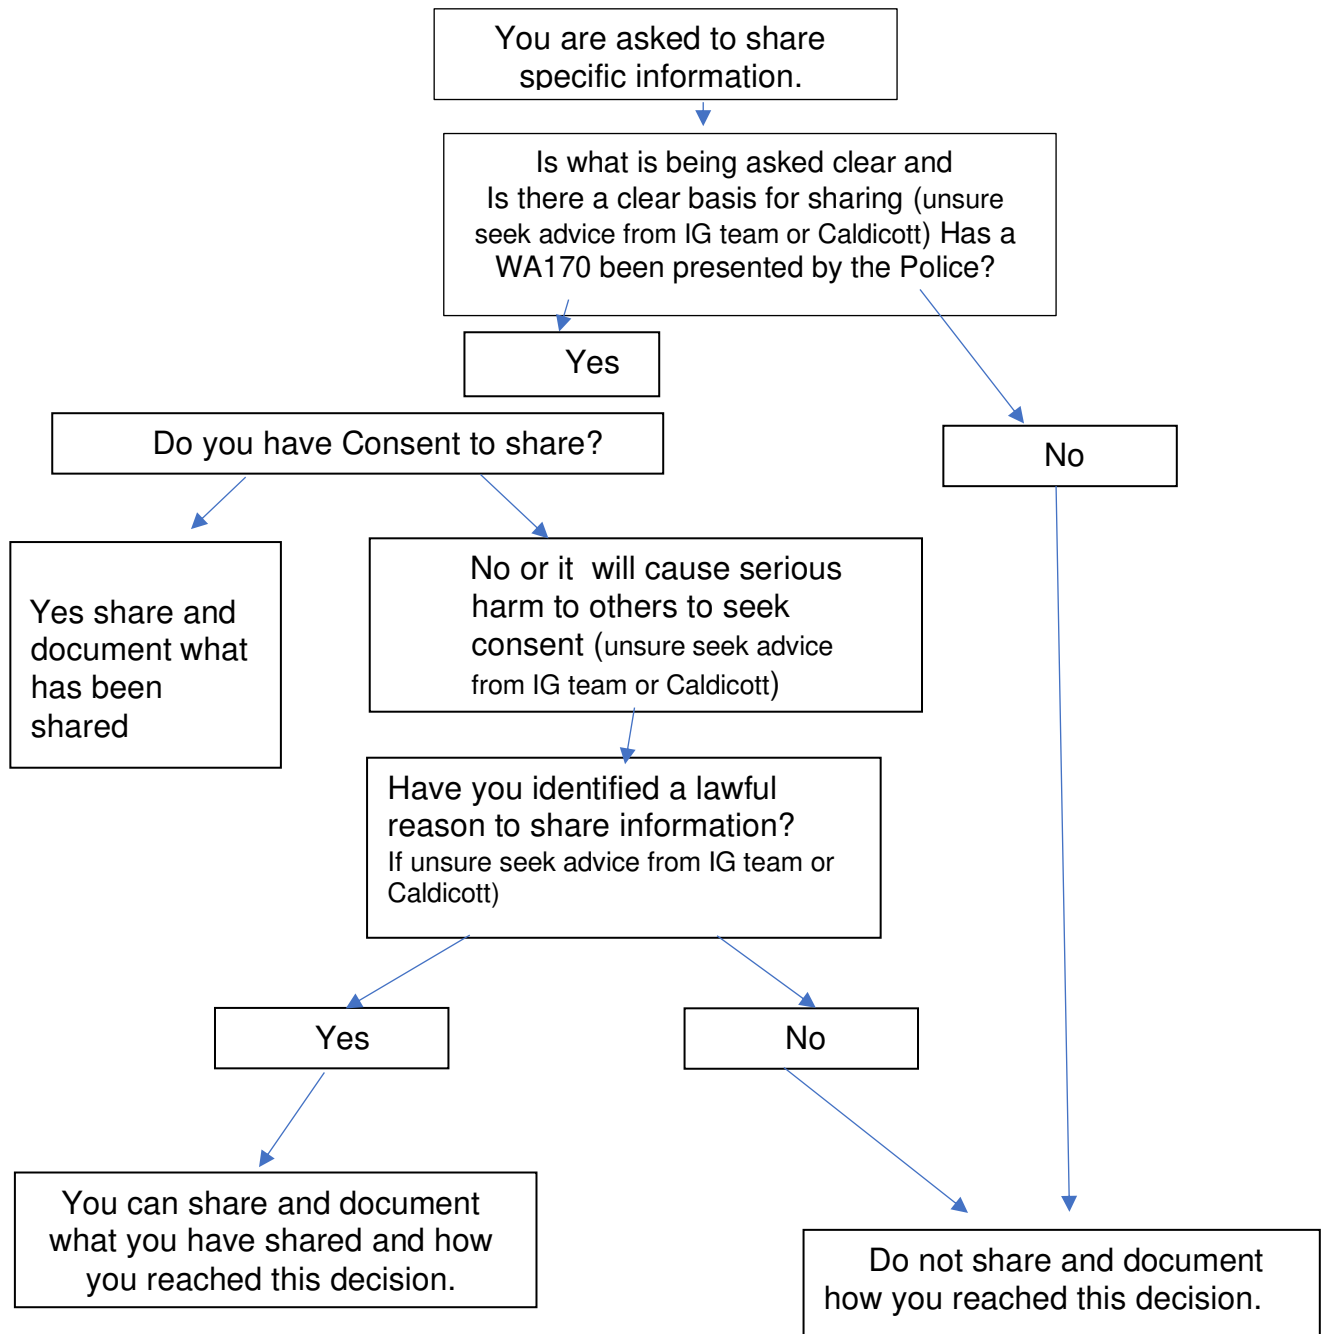 You are asked to share
specific information.
Is what is being asked clear and
Is there a clear basis for sharing (unsure
seek advice from IG team or Caldicott) Has a
WA170 been presented by the Police?
Yes
No
Do you have Consent to share?
Yes share and
document what
has been
shared
No or it will cause serious
harm to others to seek
consent (unsure seek advice
from IG team or Caldicott)
Have you identified a lawful
reason to share information?
If unsure seek advice from IG team or
Caldicott)
Yes
No
You can share and document
what you have shared and how
you reached this decision.
Do not share and document
how you reached this decision.